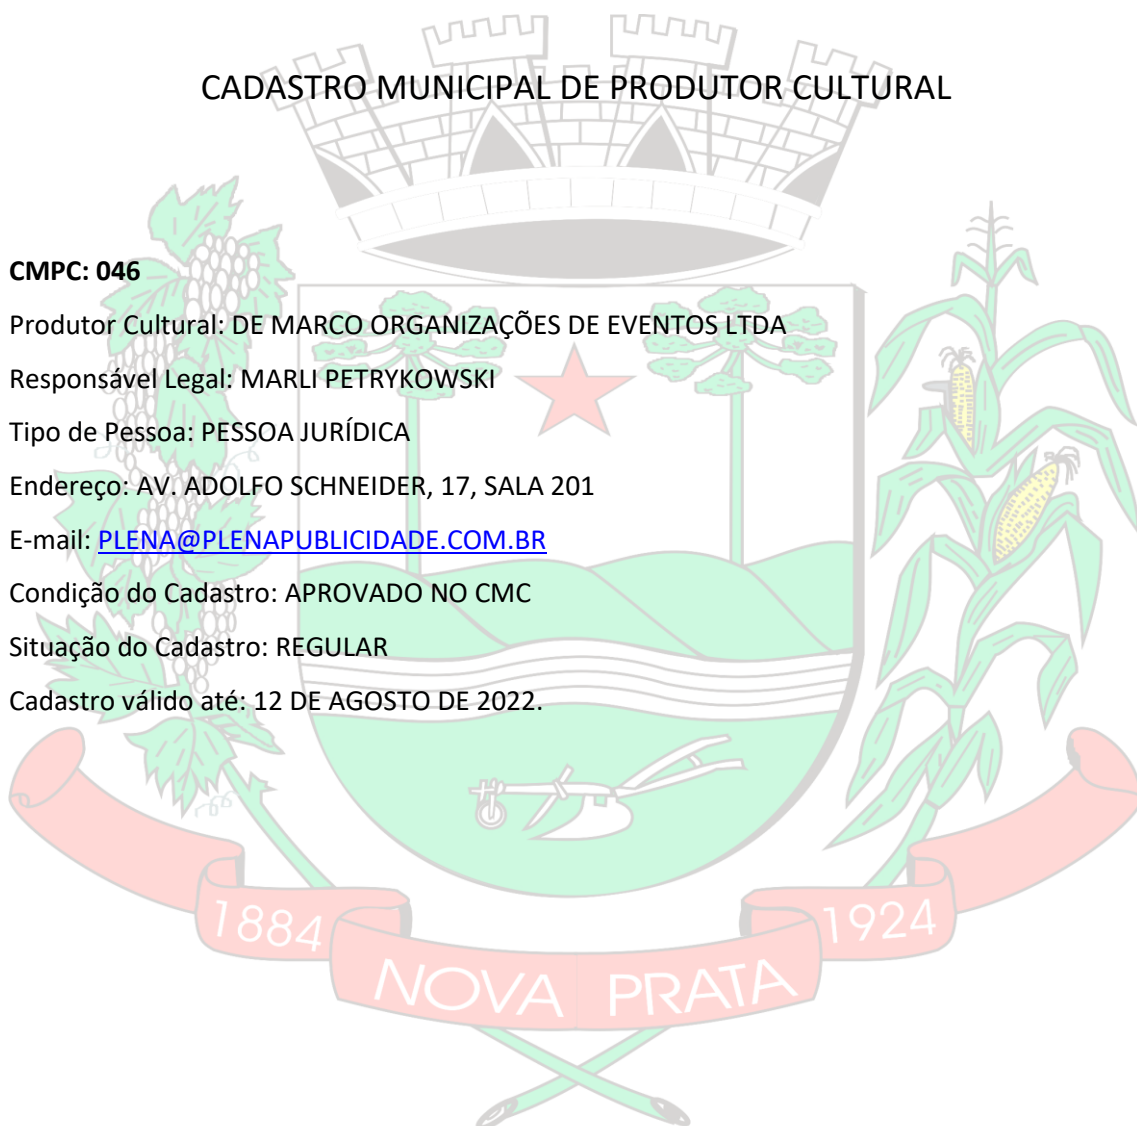 CADASTRO MUNICIPAL DE PRODUTOR CULTURAL
CMPC: 046
Produtor Cultural: DE MARCO ORGANIZAÇÕES DE EVENTOS LTDA
Responsável Legal: MARLI PETRYKOWSKI
Tipo de Pessoa: PESSOA JURÍDICA
Endereço: AV. ADOLFO SCHNEIDER, 17, SALA 201
E-mail: PLENA@PLENAPUBLICIDADE.COM.BR
Condição do Cadastro: APROVADO NO CMC
Situação do Cadastro: REGULAR
Cadastro válido até: 12 DE AGOSTO DE 2022.
1884
NOVA PRATA
1924